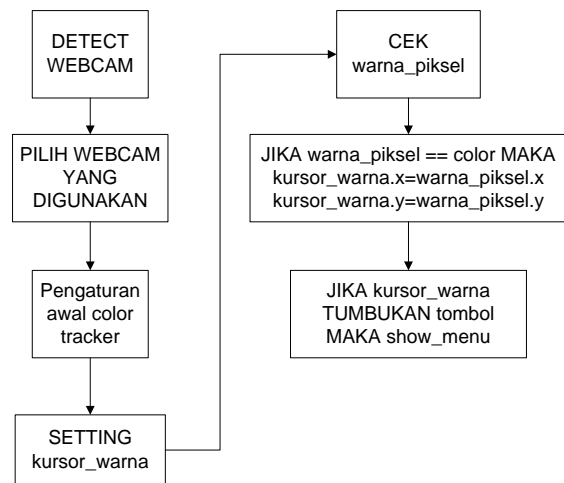 DETECT
WEBCAM
PILIH WEBCAM
YANG
DIGUNAKAN
Pengaturan
awal color
tracker
SETTING
kursor_warna
CEK
warna_piksel
JIKA warna_piksel == color MAKA
kursor_warna.x=warna_piksel.x
kursor_warna.y=warna_piksel.y
JIKA kursor_warna
TUMBUKAN tombol
MAKA show_menu